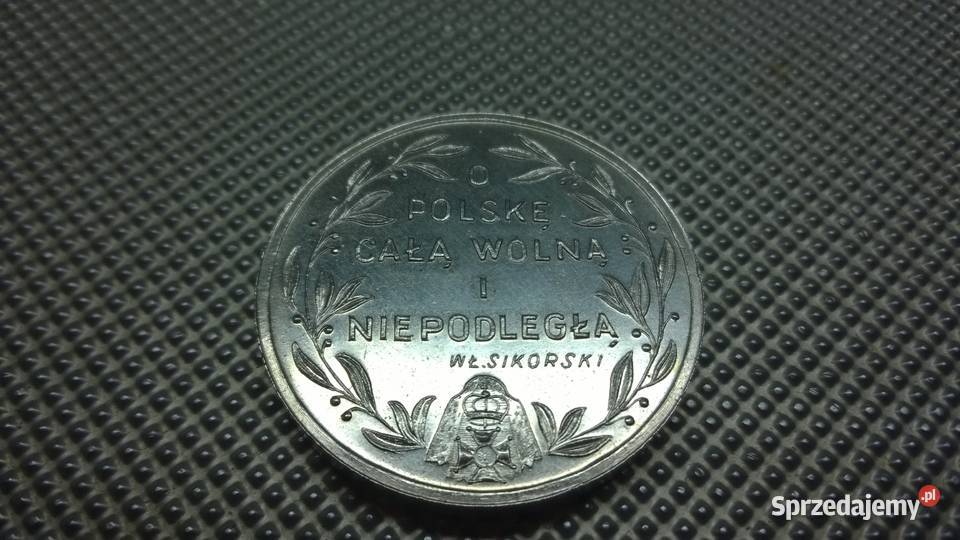 O
POLSKĘ
CAŁĄ WOLNĄ
I
NIEPODLEGŁĄ
WŁ.SIKORSKI
Sprzedajemy.pl